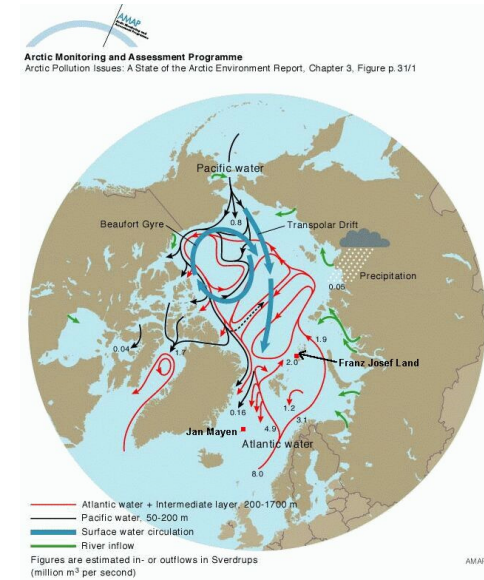 AMAP
Arctic Monitoring and Assessment Programme
Arctic Pollution Issues: A State of the Arctic Environment Report, Chapter 3, Figure p.31/1
Pacific water
Beaufort Gyre
0.8
Transpolar Drift
Precipitation
0.05
0.04
1.7
1.9
2.0
Franz Josef Land
0.16
1.2
3.1
Jan Mayen
4.9
Atlantic water
8.0
Atlantic water + Intermediate layer, 200-1700 m
Pacific water, 50-200 m
Surface water circulation
River inflow
Figures are estimated in- or outflows in Sverdrups
(million m³ per second)
AMAP